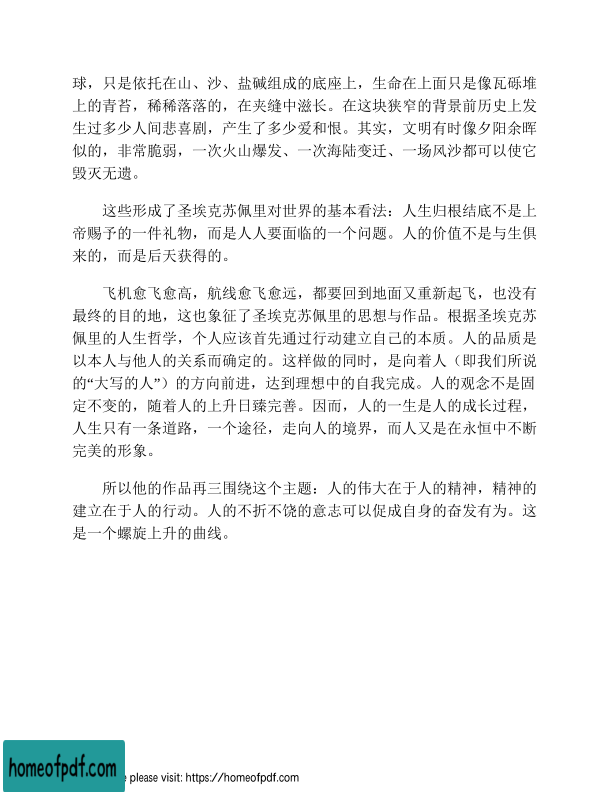 球，只是依托在山、沙、盐碱组成的底座上，生命在上面只是像瓦砾堆
上的青苔，稀稀落落的，在夹缝中滋长。在这块狭窄的背景前历史上发
生过多少人间悲喜剧，产生了多少爱和恨。其实，文明有时像夕阳余晖
似的，非常脆弱，一次火山爆发、一次海陆变迁、一场风沙都可以使它
毁灭无遗。
这些形成了圣埃克苏佩里对世界的基本看法：人生归根结底不是上
帝赐予的一件礼物，而是人人要面临的一个问题。人的价值不是与生俱
来的，而是后天获得的。
飞机愈飞愈高，航线愈飞愈远，都要回到地面又重新起飞，也没有
最终的目的地，这也象征了圣埃克苏佩里的思想与作品。根据圣埃克苏
佩里的人生哲学，个人应该首先通过行动建立自己的本质。人的品质是
以本人与他人的关系而确定的。这样做的同时，是向着人（即我们所说
的“大写的人”）的方向前进，达到理想中的自我完成。人的观念不是固
定不变的，随着人的上升日臻完善。因而，人的一生是人的成长过程，
人生只有一条道路，一个途径，走向人的境界，而人又是在永恒中不断
完美的形象。
所以他的作品再三围绕这个主题：人的伟大在于人的精神，精神的
建立在于人的行动。人的不折不饶的意志可以促成自身的奋发有为。这
是一个螺旋上升的曲线。
homeofpdf.com
e please visit: https://homeofpdf.com